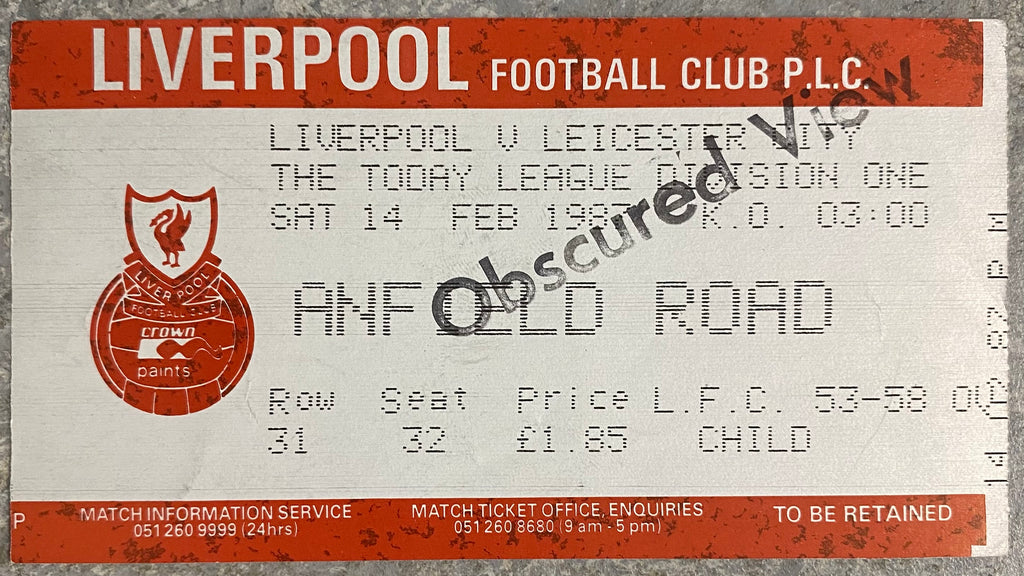 LIVERPOOL FOOTBALL CLUB P.L.C.
Obscured View
LIVERPOOL V LEICESTER CITY
THE TODAY LEAGUE DIVISION ONE
SAT 14 FEB 1987 K.O. 03:00
LIVERPOOL
FOOTBALL CLUB
crown
paints
ANFIELD ROAD
Row Seat Price L.F.C. 53-58
31 32 £1.85 CHILD
P
MATCH INFORMATION SERVICE
051 260 9999 (24hrs)
MATCH TICKET OFFICE, ENQUIRIES
051 260 8680 (9 am - 5 pm)
TO BE RETAINED